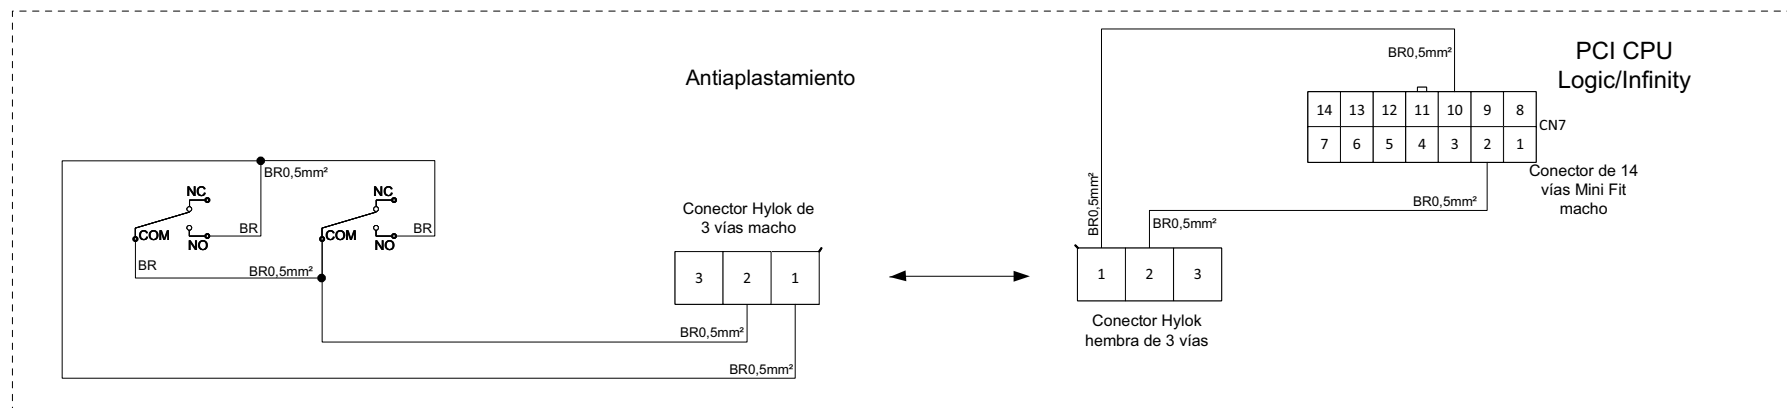 Antiaplastamiento
PCI CPU
Logic/Infinity
BR0,5mm²
14 13 12 11 10 9 8
CN7
7 6 5 4 3 2 1
Conector de 14
vías Mini Fit
macho
BR0,5mm²
BR0,5mm²
BR0,5mm²
1 2 3
Conector Hylok
hembra de 3 vías
BR0,5mm²
NC
NC
BR
BR
COM
NO
COM
NO
BR
BR0,5mm²
Conector Hylok de
3 vías macho
3 2 1
BR0,5mm²
BR0,5mm²